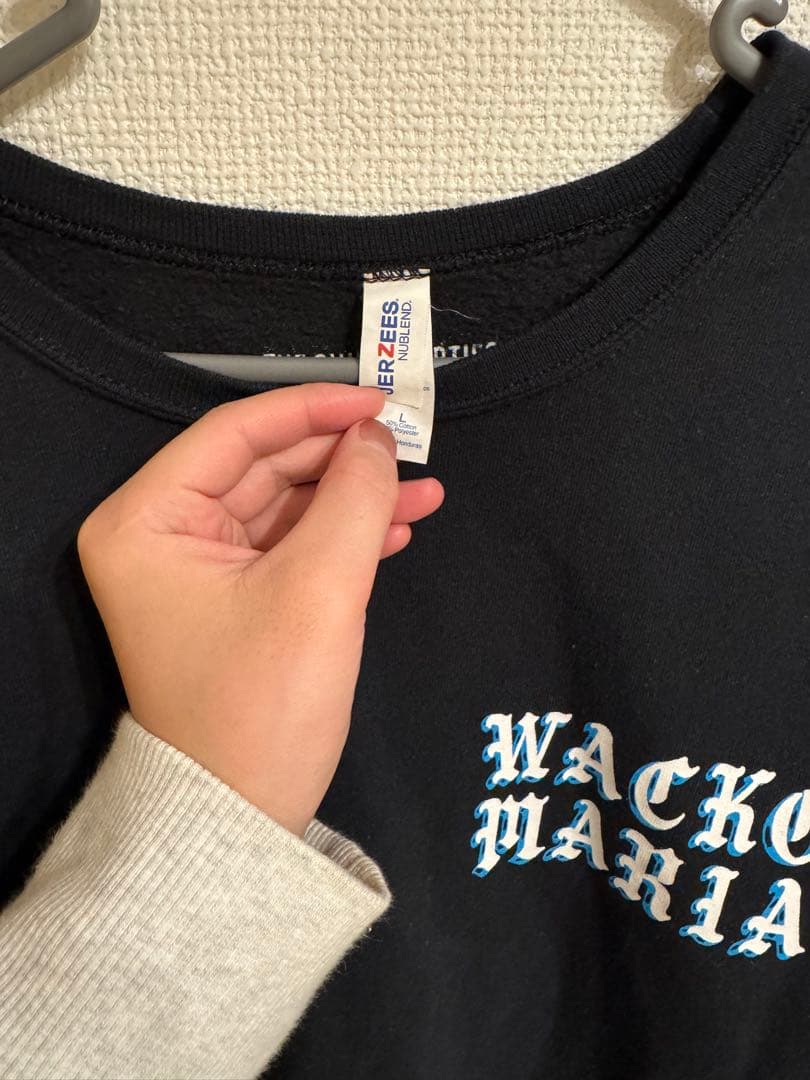 JERZEES
NUBLEND.
L
50% Cotton
Polyester
Honduras
WACKO
MARIA